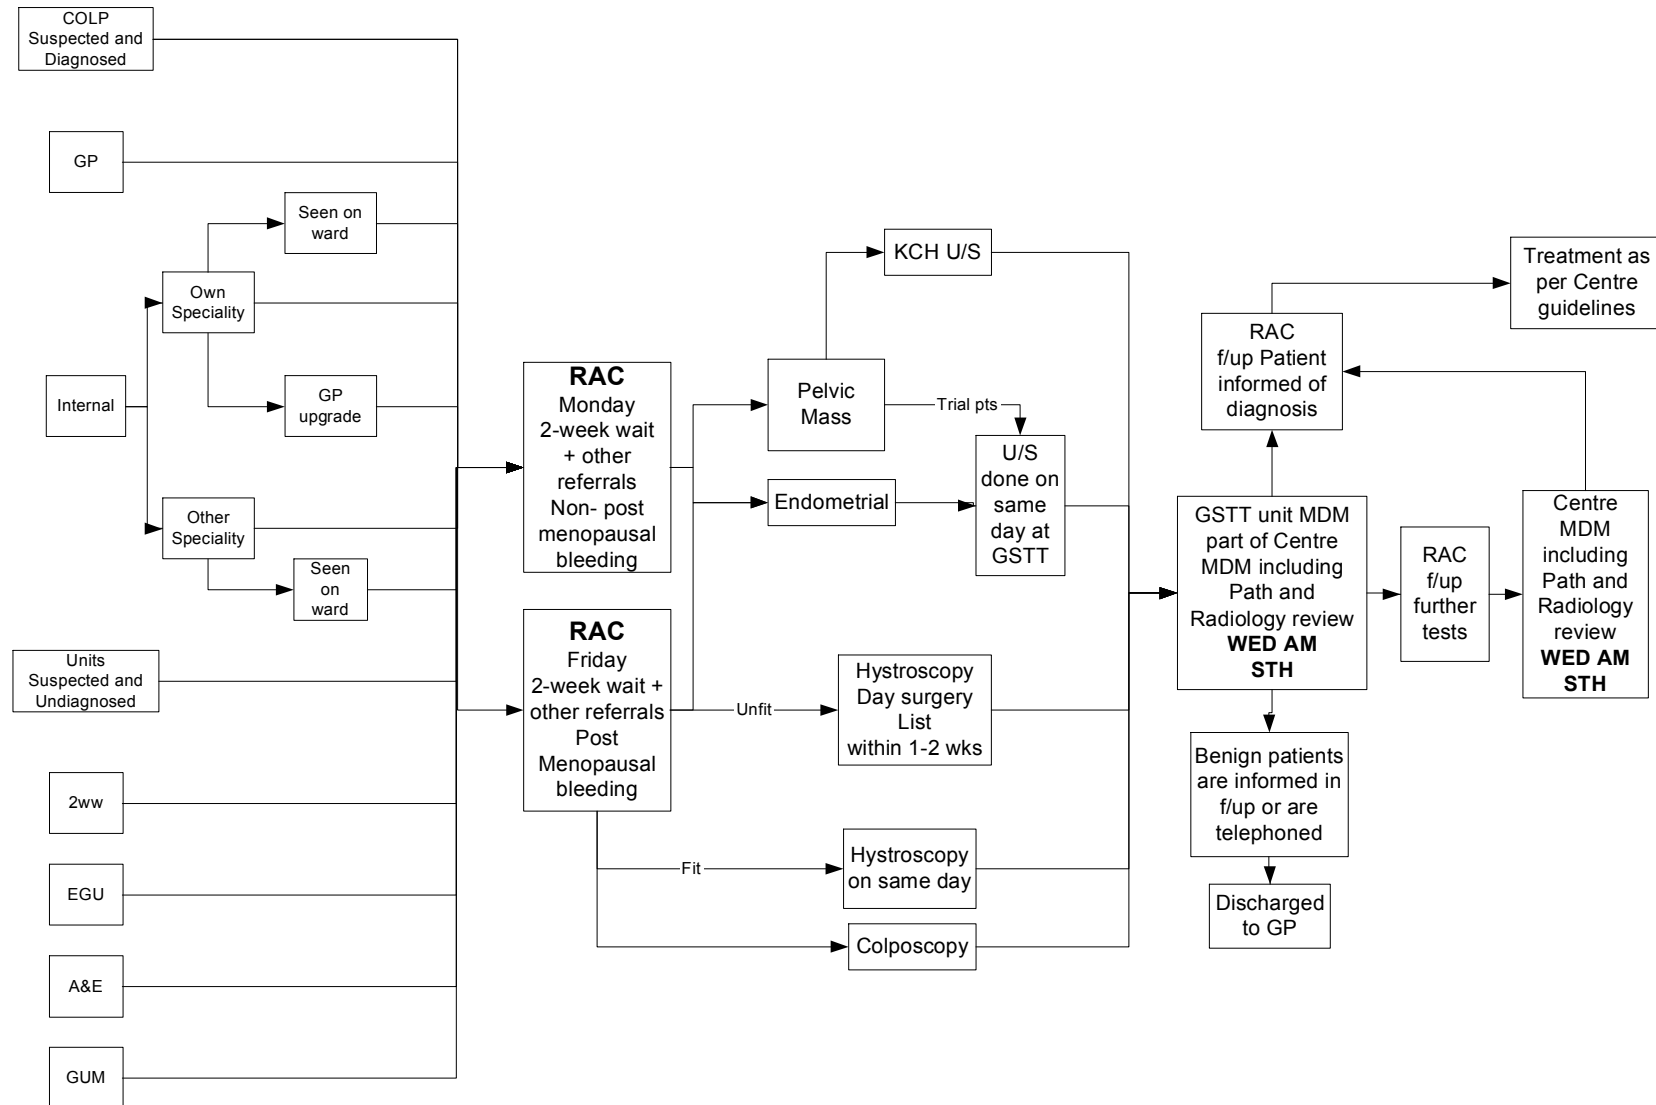 COLP
Suspected and
Diagnosed
GP
Seen on
ward
Own
Speciality
Internal
GP
upgrade
Other
Speciality
Seen
on
ward
Units
Suspected and
Undiagnosed
2ww
EGU
A&E
GUM
RAC
Monday
2-week wait
+ other
referrals
Non- post
menopausal
bleeding
RAC
Friday
2-week wait +
other referrals
Post
Menopausal
bleeding
KCH U/S
Pelvic
Mass
Trial pts
Endometrial
U/S
done on
same
day at
GSTT
Unfit
Hystroscopy
Day surgery
List
within 1-2 wks
Fit
Hystroscopy
on same day
Colposcopy
GSTT unit MDM
part of Centre
MDM including
Path and
Radiology review
WED AM
STH
RAC
f/up Patient
informed of
diagnosis
Treatment as
per Centre
guidelines
RAC
f/up
further
tests
Centre
MDM
including
Path and
Radiology
review
WED AM
STH
Benign patients
are informed in
f/up or are
telephoned
Discharged
to GP